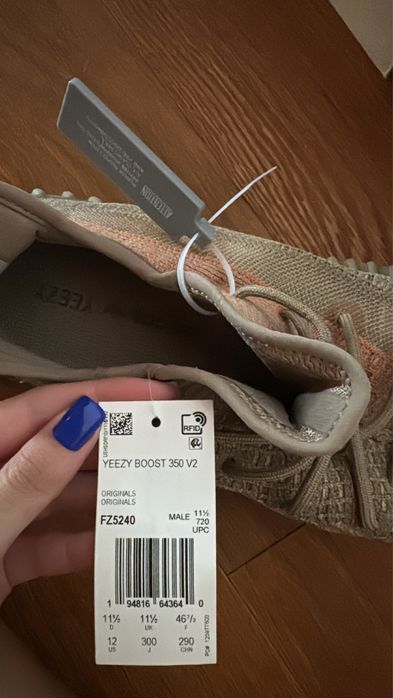 ATTENTION
YEEZY
RFID
YEEZY BOOST 350 V2
ORIGINALS
ORIGINALS
FZ5240
MALE 11½
720
UPC
1 94816 64364 0
11½ 11½ 46⅔
D UK F
12 300 290
US J CHN